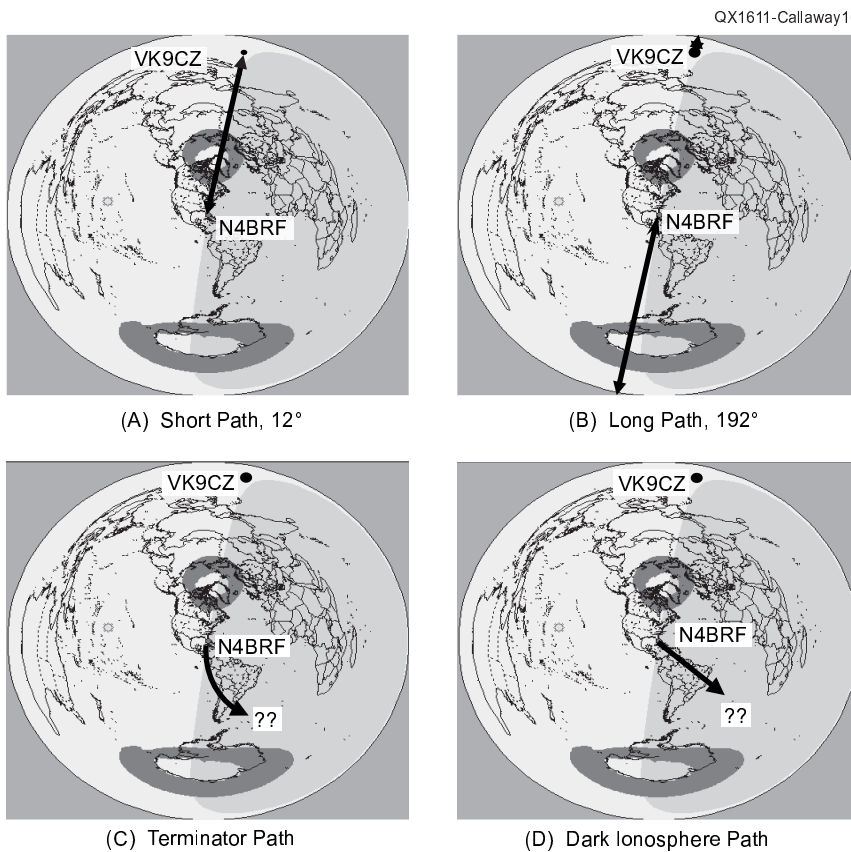 QX1611-Callaway1
VK9CZ
N4BRF
(A) Short Path, 12°
VK9CZ
N4BRF
(B) Long Path, 192°
VK9CZ
N4BRF
??
(C) Terminator Path
VK9CZ
N4BRF
??
(D) Dark Ionosphere Path